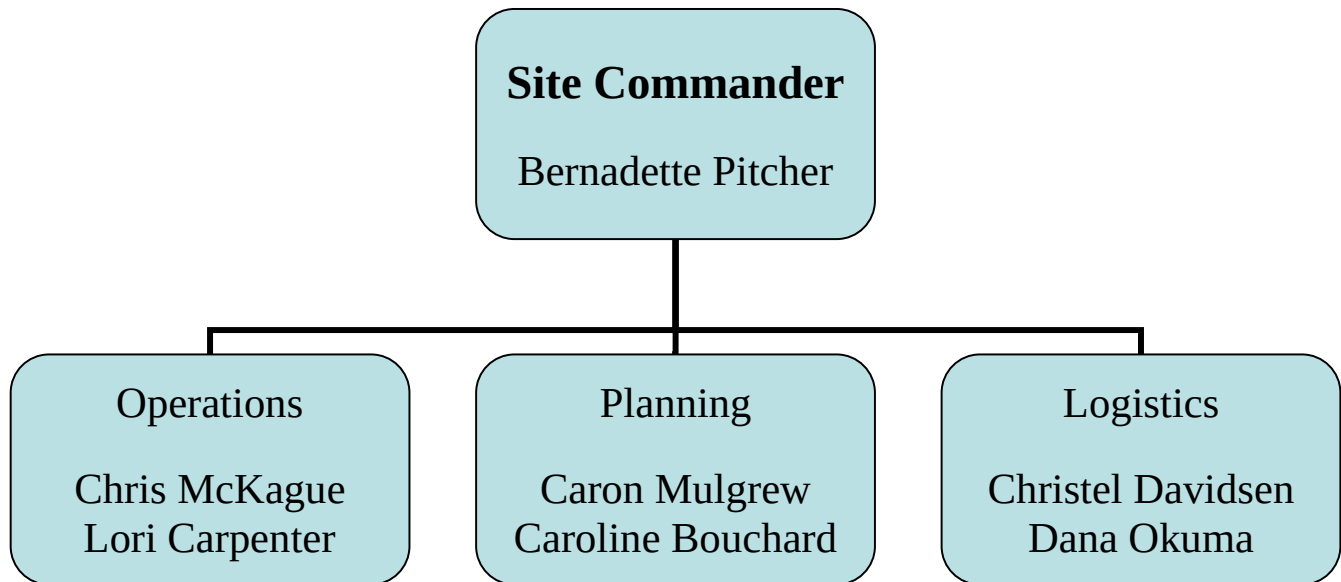 Site Commander
Bernadette Pitcher
Operations
Chris McKague
Lori Carpenter
Planning
Caron Mulgrew
Caroline Bouchard
Logistics
Christel Davidsen
Dana Okuma